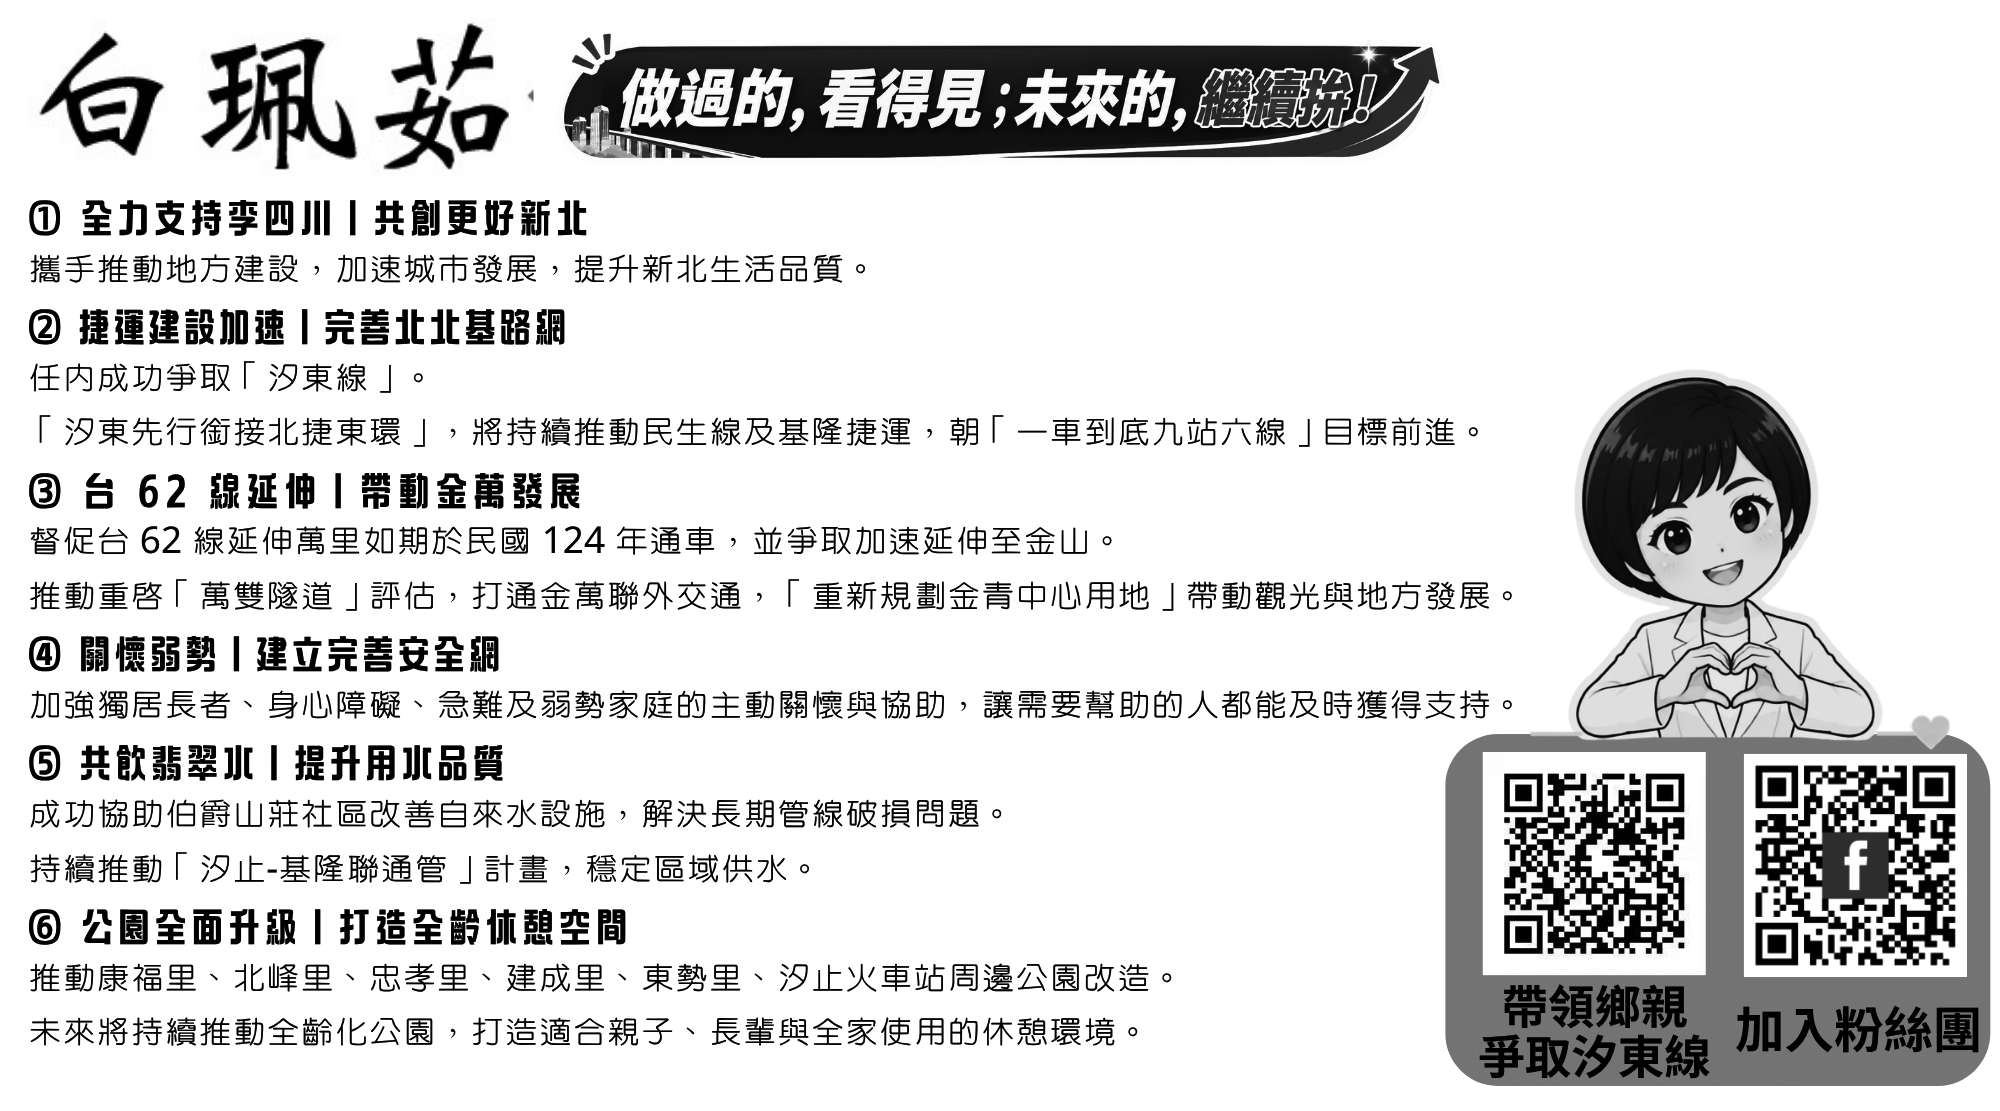 白珮茹
做過的,看得見;未來的,繼續拚!
① 全力支持李四川|共創更好新北
攜手推動地方建設，加速城市發展，提升新北生活品質。
② 捷運建設加速|完善北北基路網
任內成功爭取「汐東線」。
「汐東先行銜接北捷東環」，將持續推動民生線及基隆捷運，朝「一車到底九站六線」目標前進。
③ 台 62 線延伸|帶動金萬發展
督促台 62 線延伸萬里如期於民國 124 年通車，並爭取加速延伸至金山。
推動重啓「萬雙隧道」評估，打通金萬聯外交通，「重新規劃金青中心用地」帶動觀光與地方發展。
④ 關懷弱勢|建立完善安全網
加強獨居長者、身心障礙、急難及弱勢家庭的主動關懷與協助，讓需要幫助的人都能及時獲得支持。
⑤ 共飲翡翠水|提升用水品質
成功協助伯爵山莊社區改善自來水設施，解決長期管線破損問題。
持續推動「汐止-基隆聯通管」計畫，穩定區域供水。
⑥ 公園全面升級|打造全齡休憩空間
推動康福里、北峰里、忠孝里、建成里、東勢里、汐止火車站周邊公園改造。
未來將持續推動全齡化公園，打造適合親子、長輩與全家使用的休憩環境。
f
帶領鄉親
爭取汐東線
加入粉絲團